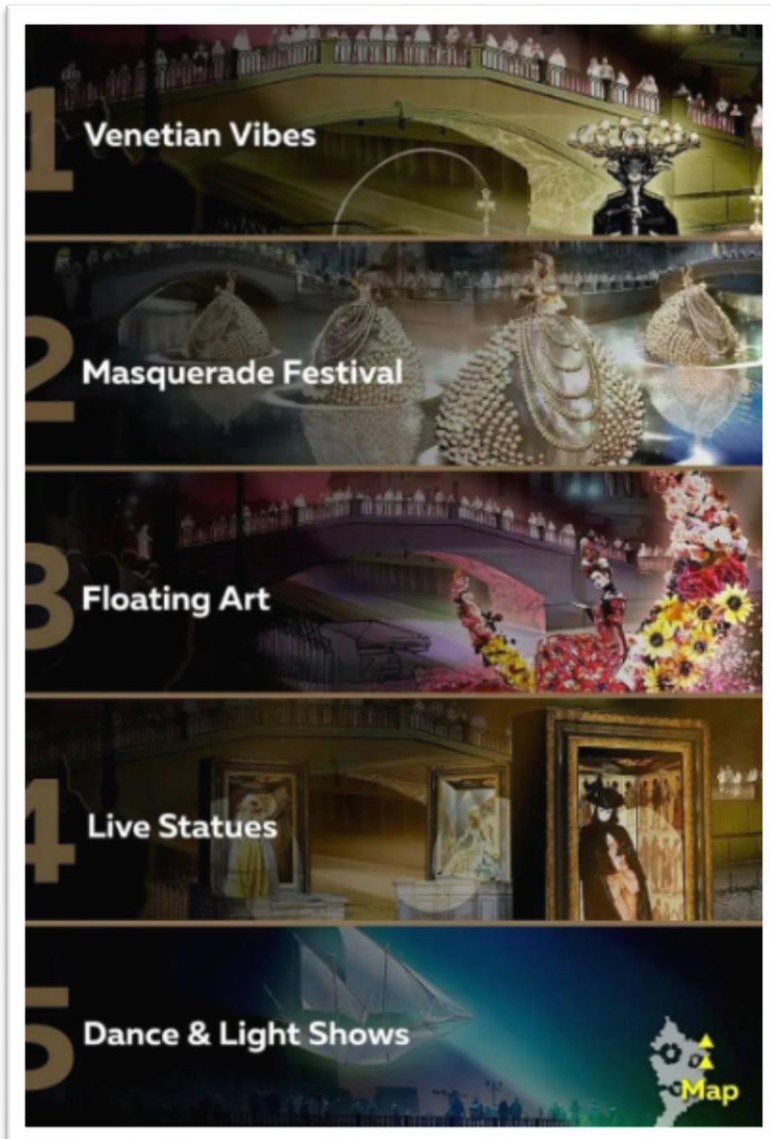 1
Venetian Vibes
2
Masquerade Festival
3
Floating Art
4
Live Statues
5
Dance & Light Shows
Map